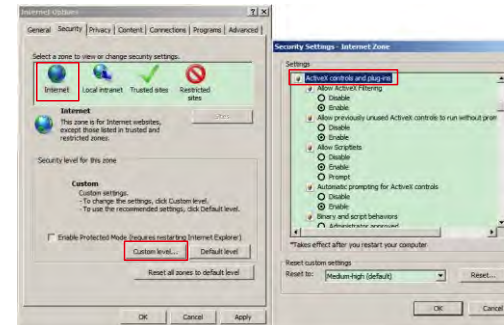 Internet Options
General Security Privacy Content Connections Programs Advanced
Select a zone to view or change security settings.
Internet Local intranet Trusted sites Restricted sites
Internet
This zone is for Internet websites,
except those listed in trusted and
restricted zones.
Sites
Security level for this zone
Custom
Custom settings.
- To change the settings, click Custom level.
- To use the recommended settings, click Default level.
Enable Protected Mode (requires restarting Internet Explorer)
Custom level... Default level
Reset all zones to default level
OK Cancel Apply
Security Settings - Internet Zone
Settings
ActiveX controls and plug-ins
Allow ActiveX Filtering
Disable
Enable
Allow previously unused ActiveX controls to run without prom
Disable
Enable
Allow Scriptlets
Disable
Enable
Prompt
Automatic prompting for ActiveX controls
Disable
Enable
Binary and script behaviors
Administrator approved
*Takes effect after you restart your computer
Reset custom settings
Reset to: Medium-high (default) Reset...
OK Cancel